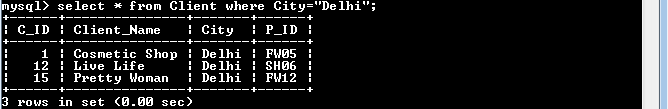 mysql> select * from Client where City="Delhi";
+------+---------------+-------+------+
| C_ID | Client_Name   | City  | P_ID |
+------+---------------+-------+------+
|    1 | Cosmetic Shop | Delhi | FW05 |
|   12 | Live Life     | Delhi | SH06 |
|   15 | Pretty Woman  | Delhi | FW12 |
+------+---------------+-------+------+
3 rows in set (0.00 sec)